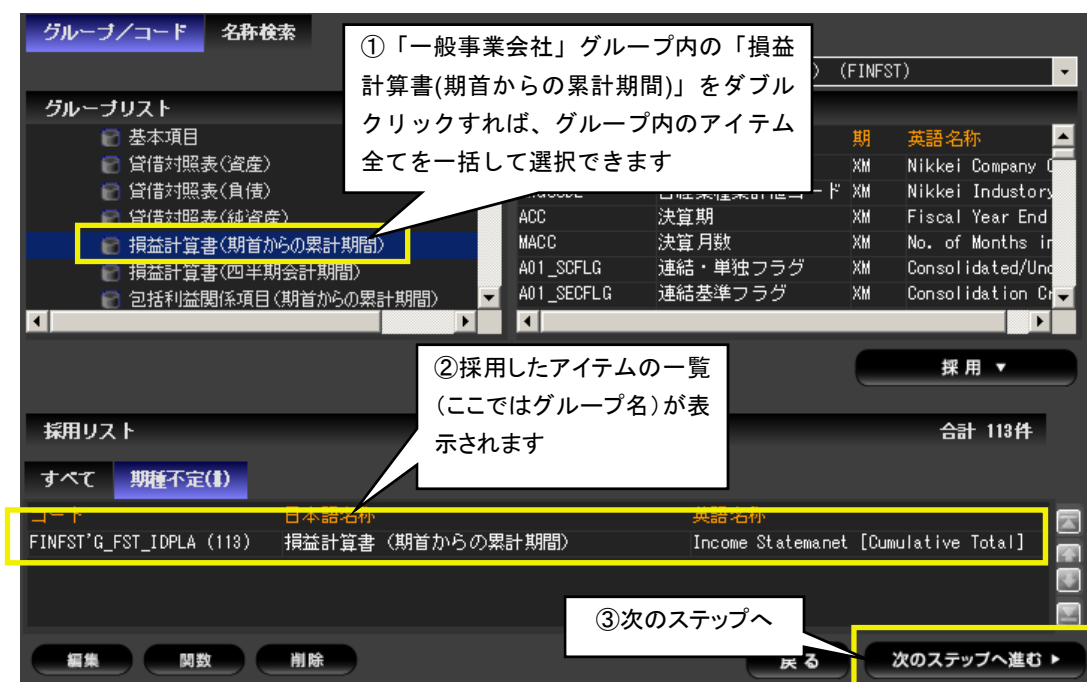 グループ／コード 名称検索
①「一般事業会社」グループ内の「損益
計算書(期首からの累計期間)」をダブル
クリックすれば、グループ内のアイテム
全てを一括して選択できます
(FINFST)
グループリスト
基本項目
貸借対照表(資産)
貸借対照表(負債)
貸借対照表(純資産)
損益計算書(期首からの累計期間)
損益計算書(四半期会計期間)
包括利益関係項目(期首からの累計期間)
期 英語名称
XM Nikkei Company
XM Nikkei Industory
ACC 決算期 XM Fiscal Year End
MACC 決算月数 XM No. of Months in
A01_SCFLG 連結・単独フラグ XM Consolidated/Unc
A01_SECFLG 連結基準フラグ XM Consolidation Cr
採用 ▼
②採用したアイテムの一覧
(ここではグループ名)が表
示されます
採用リスト 合計 113件
すべて 期種不定
コード 日本語名称 英語名称
FINFST'G_FST_IDPLA (113) 損益計算書 (期首からの累計期間) Income Statemanet [Cumulative Total]
③次のステップへ
編集 関数 削除 戻る 次のステップへ進む ▶